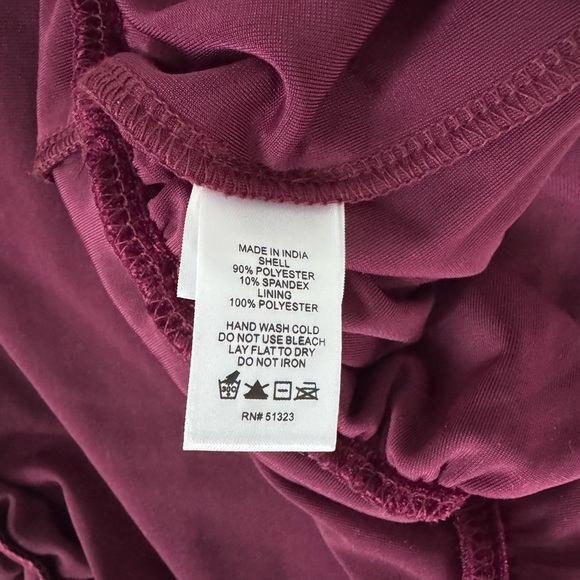 MADE IN INDIA
SHELL
90% POLYESTER
10% SPANDEX
LINING
100% POLYESTER
HAND WASH COLD
DO NOT USE BLEACH
LAY FLAT TO DRY
DO NOT IRON
30C
RN# 51323